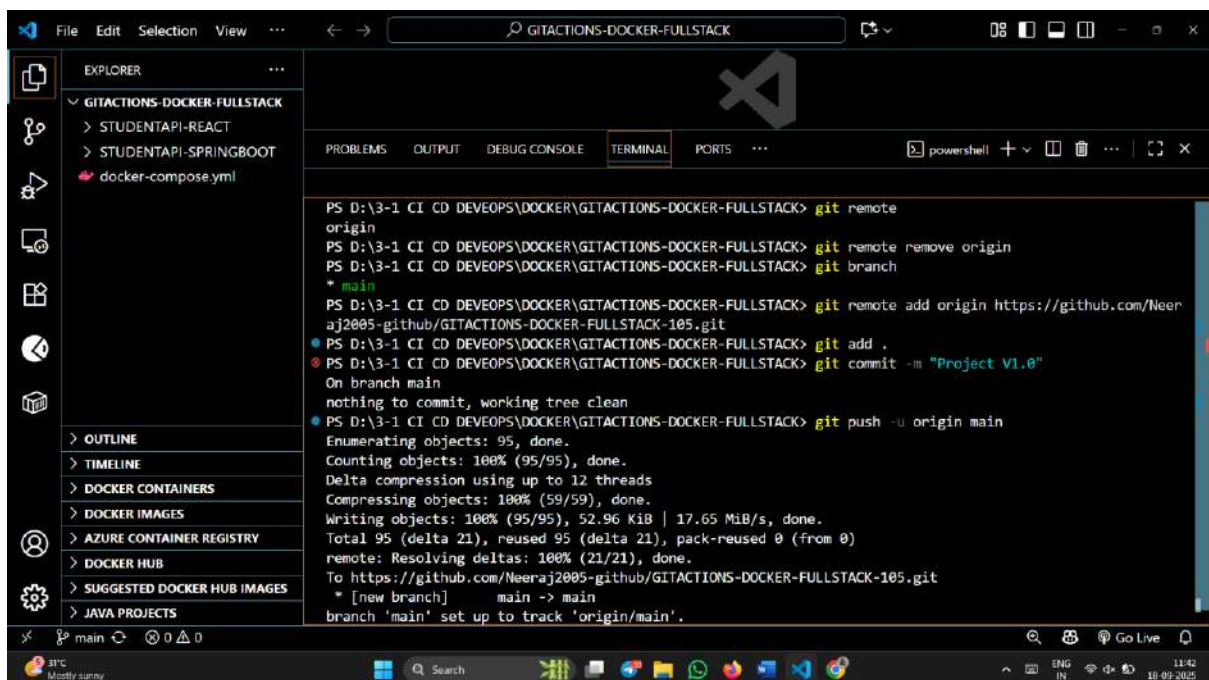 File Edit Selection View ··· GITACTIONS-DOCKER-FULLSTACK
EXPLORER ···
GITACTIONS-DOCKER-FULLSTACK
STUDENTAPI-REACT
STUDENTAPI-SPRINGBOOT
docker-compose.yml
OUTLINE
TIMELINE
DOCKER CONTAINERS
DOCKER IMAGES
AZURE CONTAINER REGISTRY
DOCKER HUB
SUGGESTED DOCKER HUB IMAGES
JAVA PROJECTS
PROBLEMS OUTPUT DEBUG CONSOLE TERMINAL PORTS ··· powershell ···
PS D:\3-1 CI CD DEVEOPS\DOCKER\GITACTIONS-DOCKER-FULLSTACK> git remote
origin
PS D:\3-1 CI CD DEVEOPS\DOCKER\GITACTIONS-DOCKER-FULLSTACK> git remote remove origin
PS D:\3-1 CI CD DEVEOPS\DOCKER\GITACTIONS-DOCKER-FULLSTACK> git branch
* main
PS D:\3-1 CI CD DEVEOPS\DOCKER\GITACTIONS-DOCKER-FULLSTACK> git remote add origin https://github.com/Neer
aj2005-github/GITACTIONS-DOCKER-FULLSTACK-105.git
PS D:\3-1 CI CD DEVEOPS\DOCKER\GITACTIONS-DOCKER-FULLSTACK> git add .
PS D:\3-1 CI CD DEVEOPS\DOCKER\GITACTIONS-DOCKER-FULLSTACK> git commit -m "Project V1.0"
On branch main
nothing to commit, working tree clean
PS D:\3-1 CI CD DEVEOPS\DOCKER\GITACTIONS-DOCKER-FULLSTACK> git push -u origin main
Enumerating objects: 95, done.
Counting objects: 100% (95/95), done.
Delta compression using up to 12 threads
Compressing objects: 100% (59/59), done.
Writing objects: 100% (95/95), 52.96 KiB | 17.65 MiB/s, done.
Total 95 (delta 21), reused 95 (delta 21), pack-reused 0 (from 0)
remote: Resolving deltas: 100% (21/21), done.
To https://github.com/Neeraj2005-github/GITACTIONS-DOCKER-FULLSTACK-105.git
* [new branch] main -> main
branch 'main' set up to track 'origin/main'.
main 0 0 Go Live
31°C
Mostly sunny
Search
ENG
IN
11:42
18-09-2025